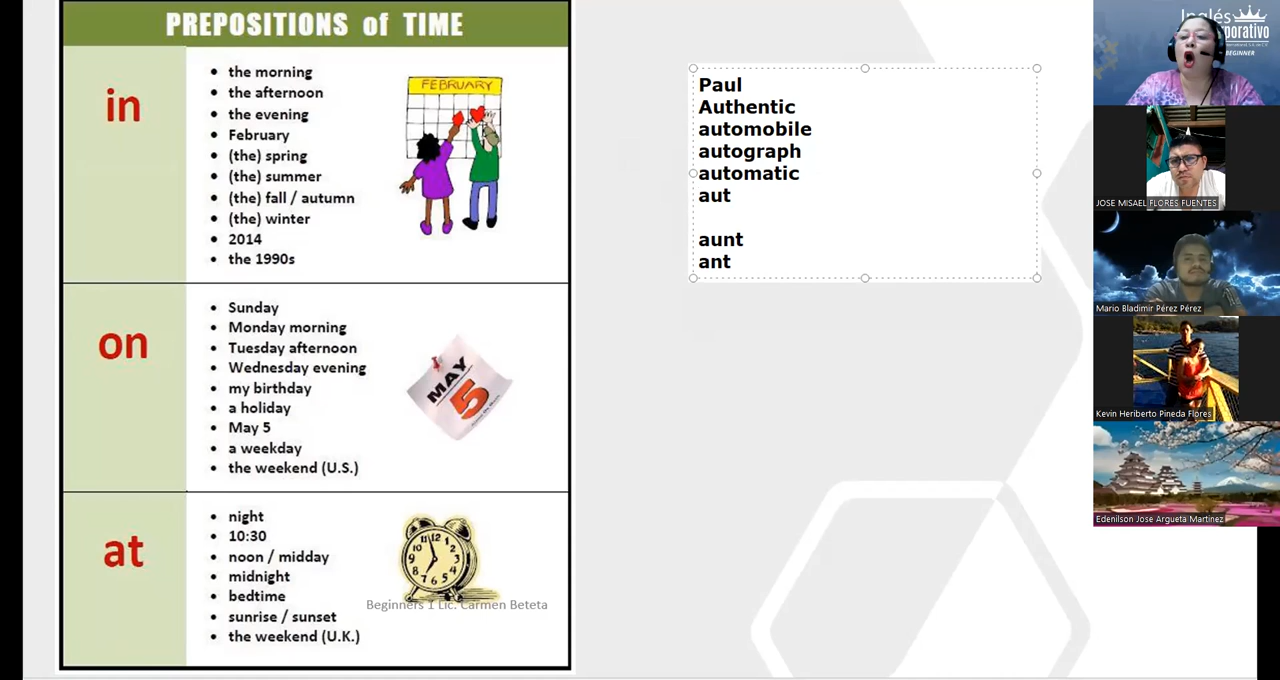 PREPOSITIONS of TIME
in
the morning
the afternoon
the evening
February
(the) spring
(the) summer
(the) fall / autumn
(the) winter
2014
the 1990s
FEBRUARY
on
Sunday
Monday morning
Tuesday afternoon
Wednesday evening
my birthday
a holiday
May 5
a weekday
the weekend (U.S.)
MAY
5
at
night
10:30
noon / midday
midnight
bedtime
sunrise / sunset
the weekend (U.K.)
Beginners 1 Lic. Carmen Beteta
Paul
Authentic
automobile
autograph
automatic
aut
aunt
ant
Inglés
BEGINNER
JOSE MISAEL FLORES FUENTES
Mario Bladimir Pérez Pérez
Kevin Heriberto Pineda Flores
Edenilson Jose Argueta Martinez